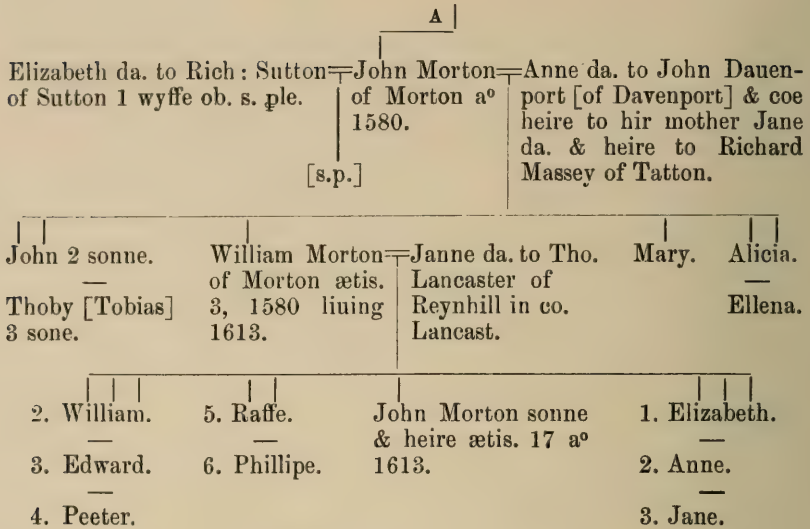 A
Elizabeth da. to Rich : Sutton
of Sutton 1 wyffe ob. s. ple.
John Morton
of Morton aº
1580.
Anne da. to John Dauen-
port [of Davenport] & coe
heire to hir mother Jane
da. & heire to Richard
Massey of Tatton.
[s.p.]
John 2 sonne.
Thoby [Tobias]
3 sone.
William Morton
of Morton ætis.
3, 1580 liuing
1613.
Janne da. to Tho.
Lancaster of
Reynhill in co.
Lancast.
Mary.
Alicia.
Ellena.
2. William.
3. Edward.
4. Peeter.
5. Raffe.
6. Phillipe.
John Morton sonne
& heire ætis. 17 aº
1613.
1. Elizabeth.
2. Anne.
3. Jane.